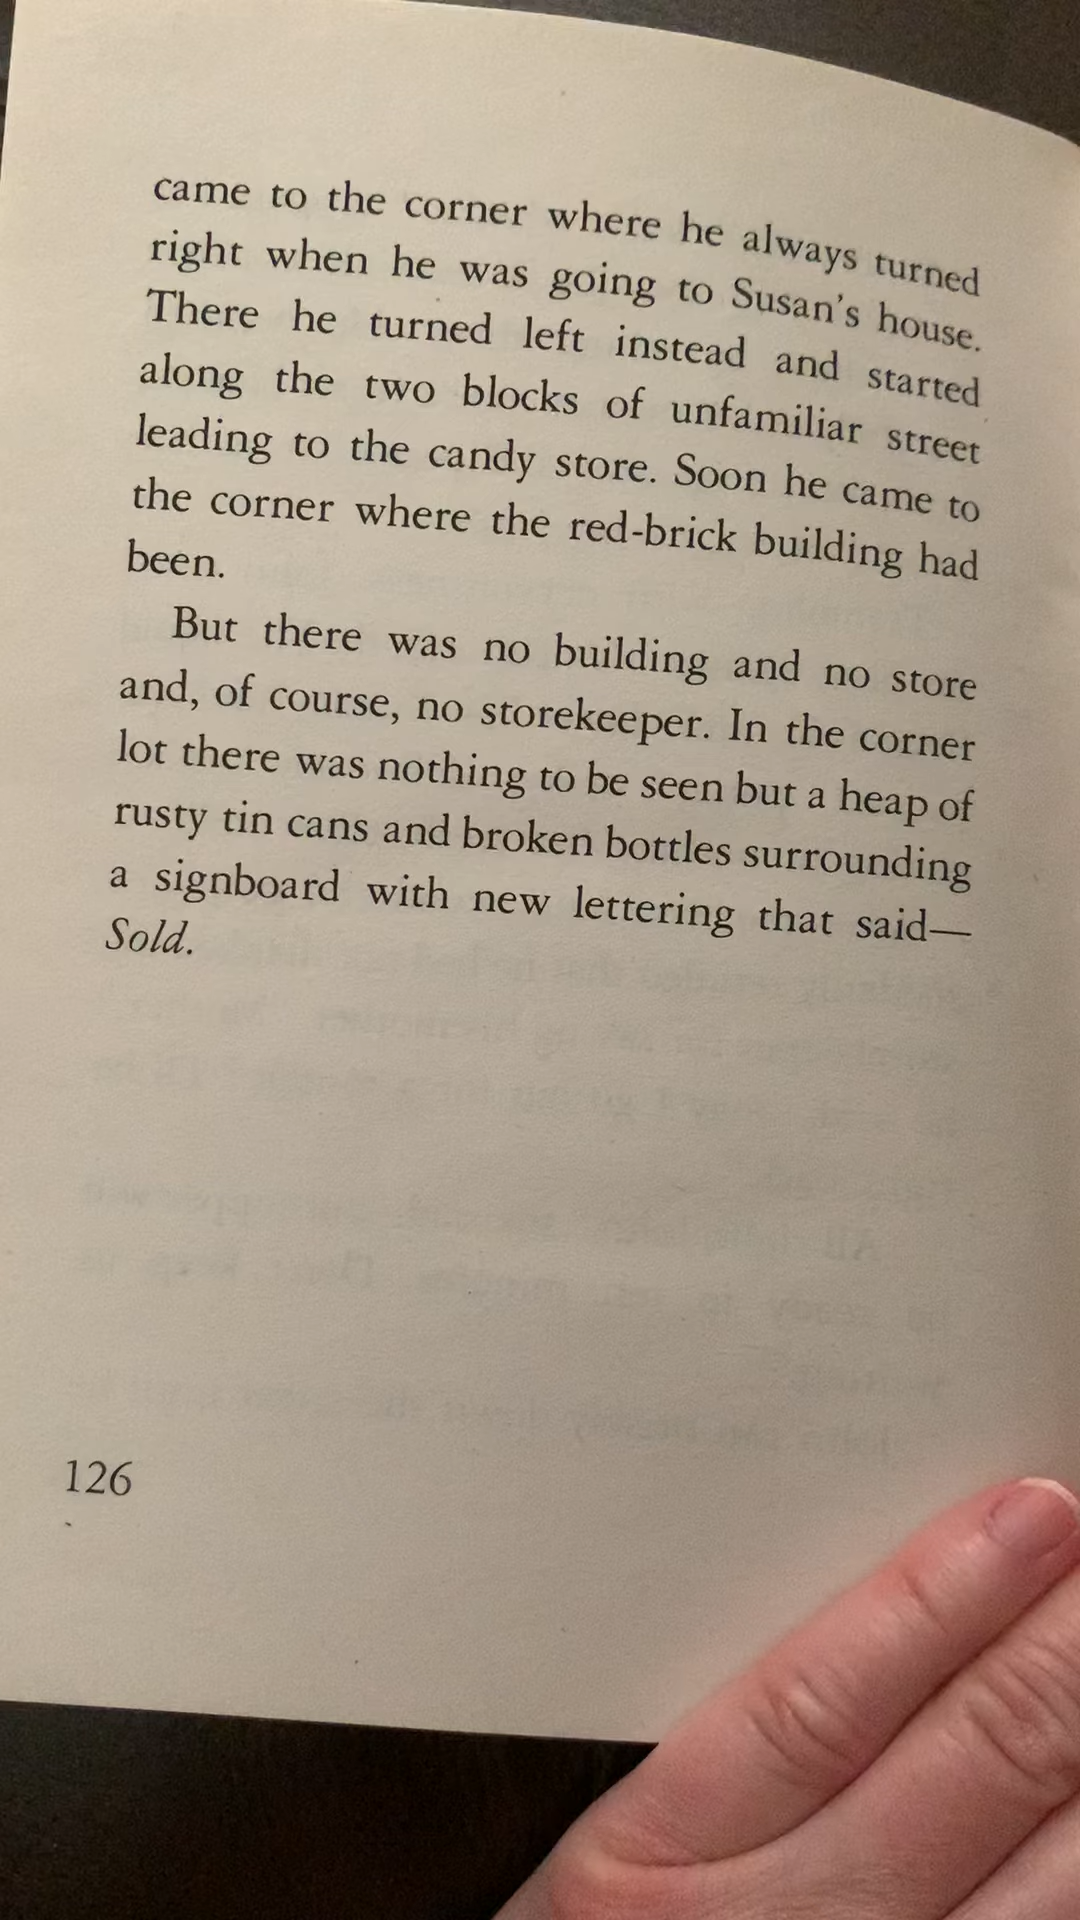 came to the corner where he always turned
right when he was going to Susan's house.
There he turned left instead and started
along the two blocks of unfamiliar street
leading to the candy store. Soon he came to
the corner where the red-brick building had
been.
But there was no building and no store
and, of course, no storekeeper. In the corner
lot there was nothing to be seen but a heap of
rusty tin cans and broken bottles surrounding
a signboard with new lettering that said—
Sold.
126